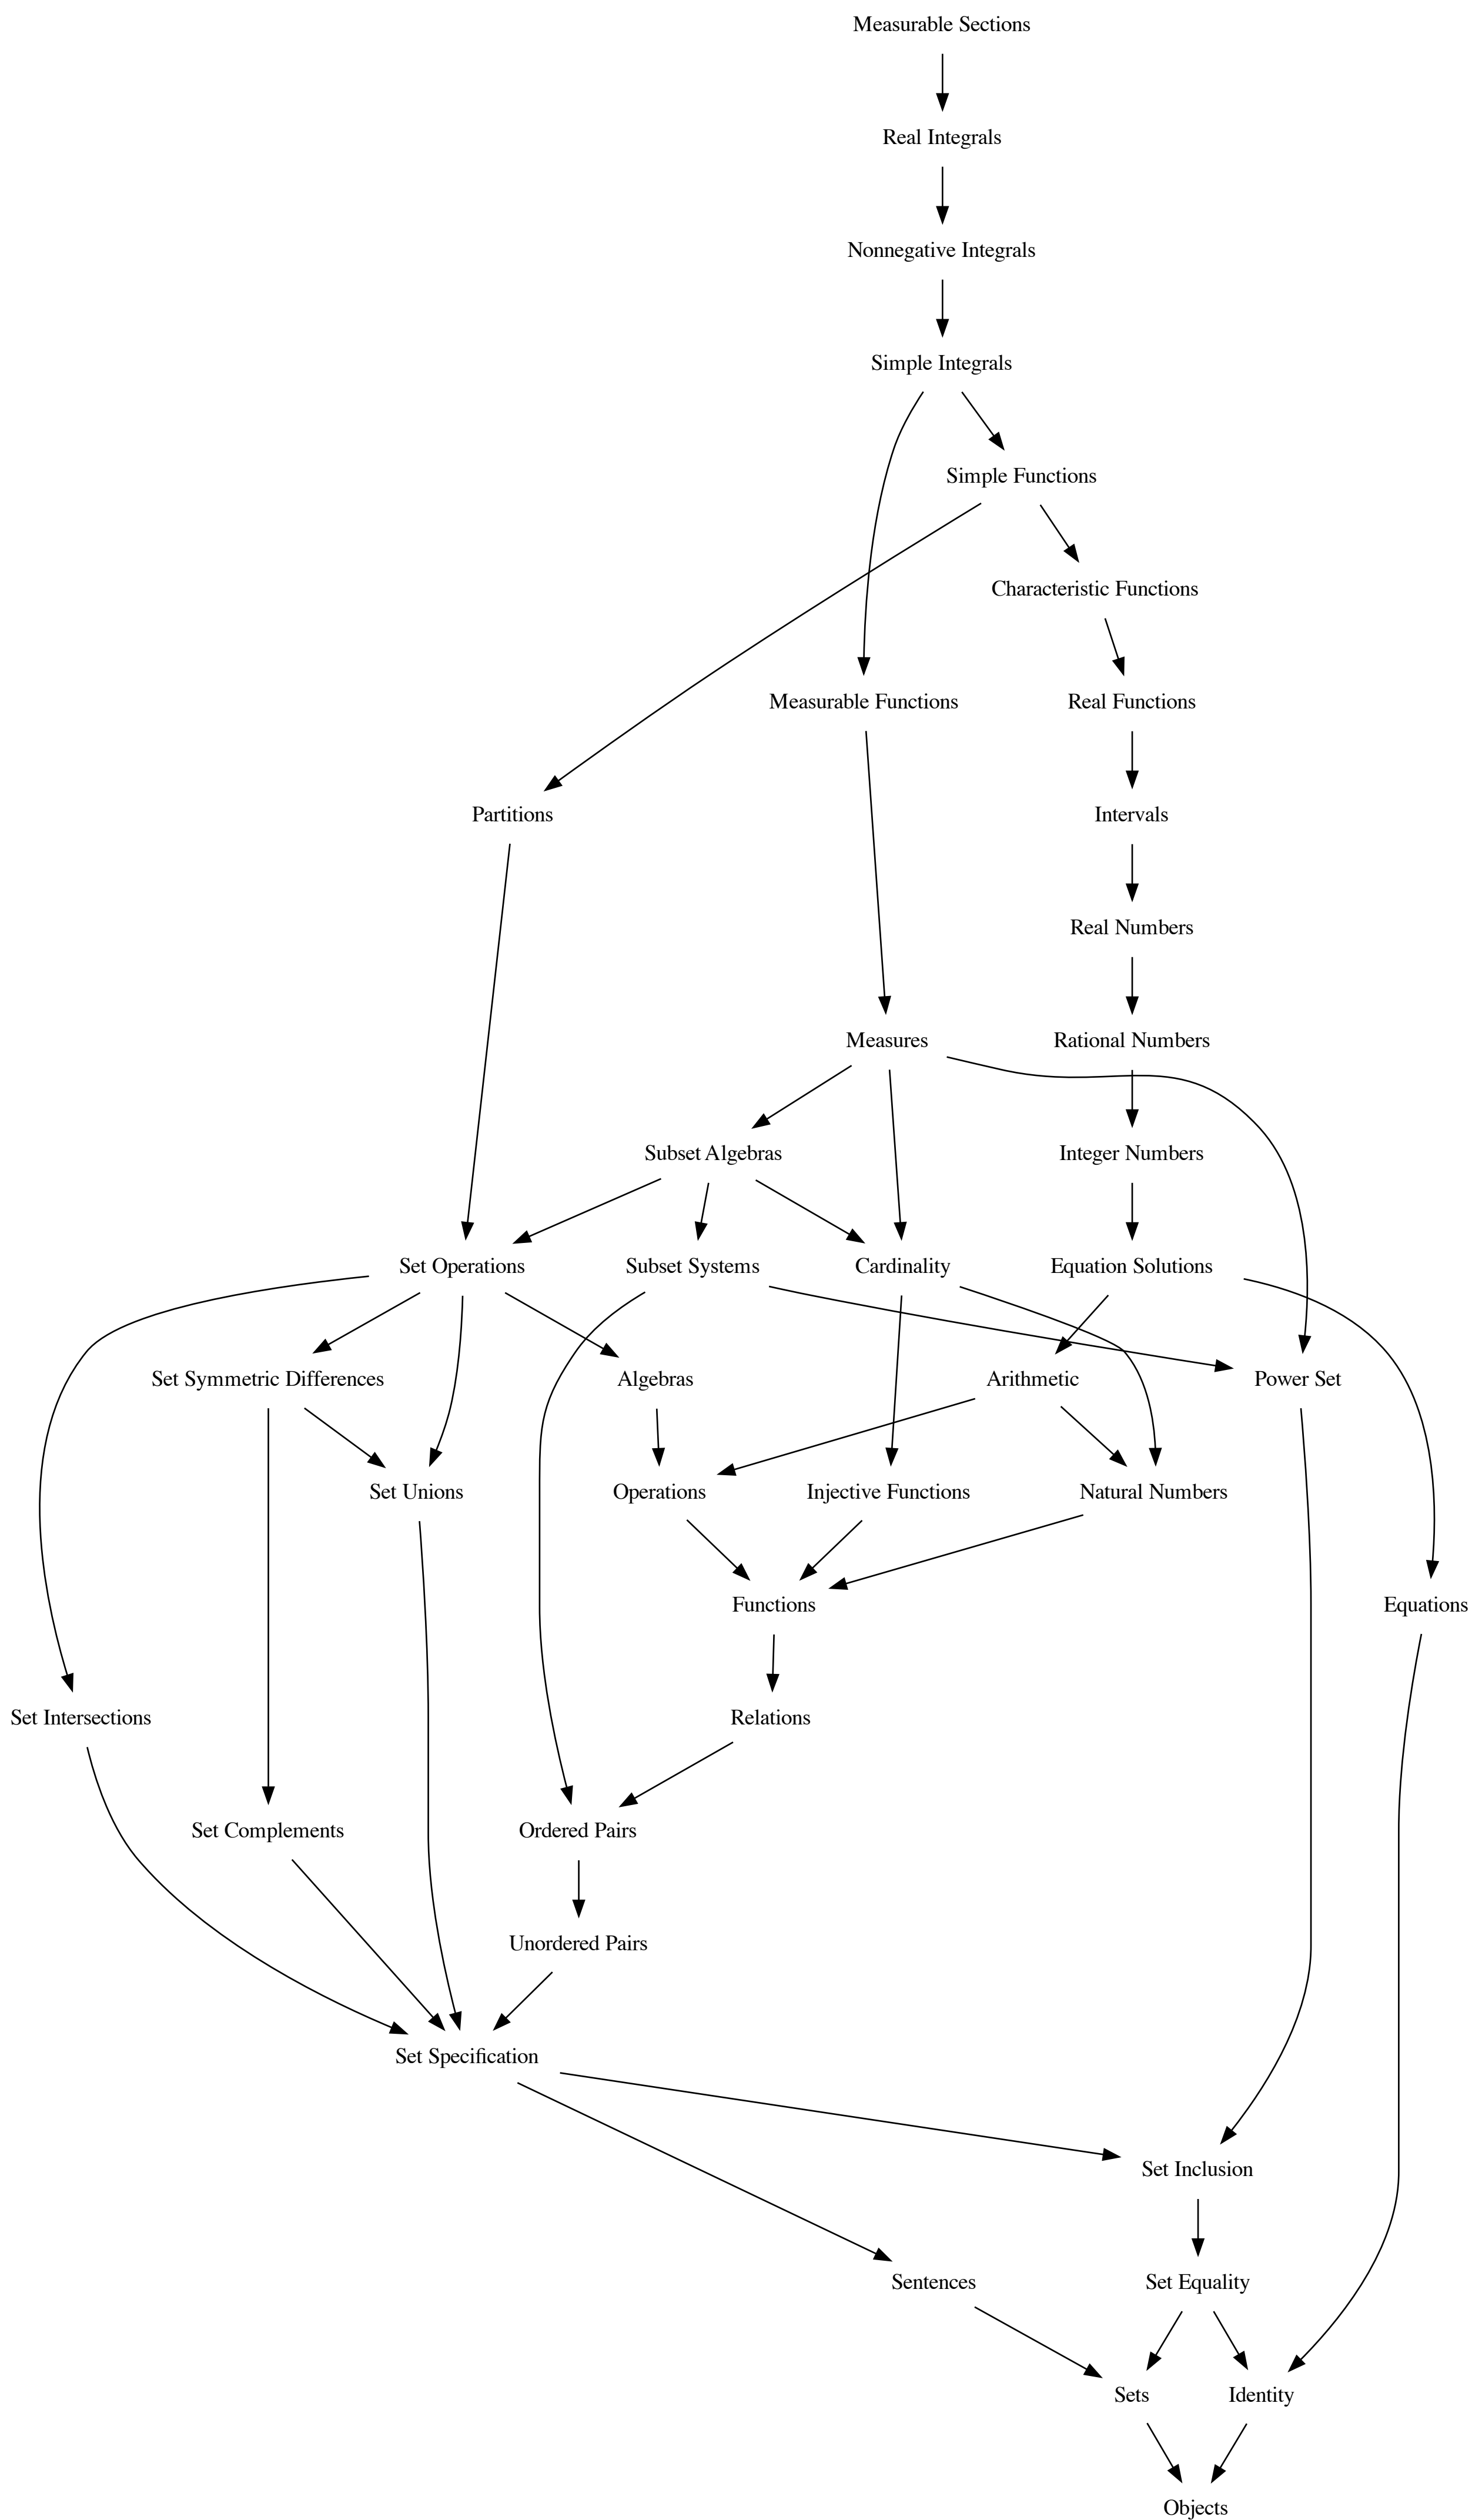 Measurable Sections
Real Integrals
Nonnegative Integrals
Simple Integrals
Simple Functions
Characteristic Functions
Measurable Functions
Real Functions
Partitions
Intervals
Real Numbers
Measures
Rational Numbers
Subset Algebras
Integer Numbers
Set Operations
Subset Systems
Cardinality
Equation Solutions
Set Symmetric Differences
Algebras
Arithmetic
Power Set
Set Unions
Operations
Injective Functions
Natural Numbers
Functions
Equations
Set Intersections
Relations
Set Complements
Ordered Pairs
Unordered Pairs
Set Specification
Set Inclusion
Sentences
Set Equality
Sets
Identity
Objects